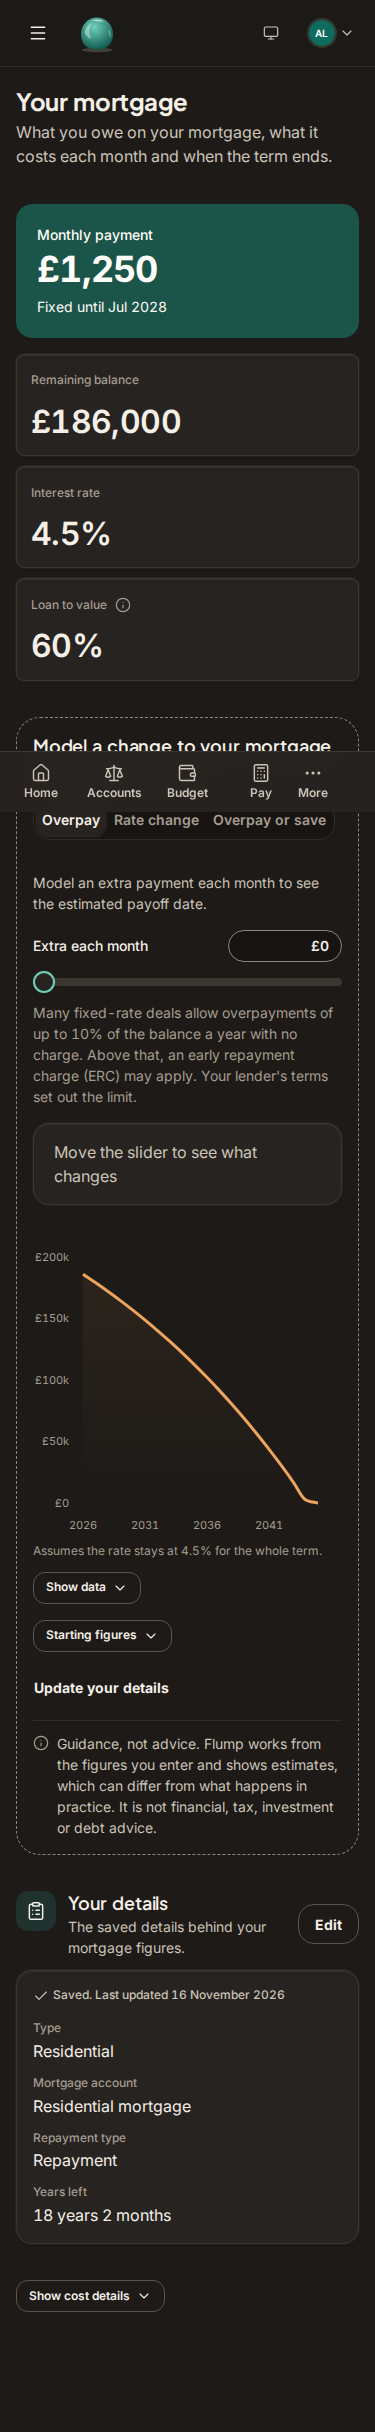 AL
Your mortgage
What you owe on your mortgage, what it
costs each month and when the term ends.
Monthly payment
£1,250
Fixed until Jul 2028
Remaining balance
£186,000
Interest rate
4.5%
Loan to value
60%
Model a change to your mortgage
Home
Accounts
Budget
Pay
More
Overpay
Rate change
Overpay or save
Model an extra payment each month to see
the estimated payoff date.
Extra each month
£0
Many fixed-rate deals allow overpayments of
up to 10% of the balance a year with no
charge. Above that, an early repayment
charge (ERC) may apply. Your lender's terms
set out the limit.
Move the slider to see what
changes
£200k
£150k
£100k
£50k
£0
2026
2031
2036
2041
Assumes the rate stays at 4.5% for the whole term.
Show data
Starting figures
Update your details
Guidance, not advice. Flump works from
the figures you enter and shows estimates,
which can differ from what happens in
practice. It is not financial, tax, investment
or debt advice.
Your details
The saved details behind your
mortgage figures.
Edit
Saved. Last updated 16 November 2026
Type
Residential
Mortgage account
Residential mortgage
Repayment type
Repayment
Years left
18 years 2 months
Show cost details